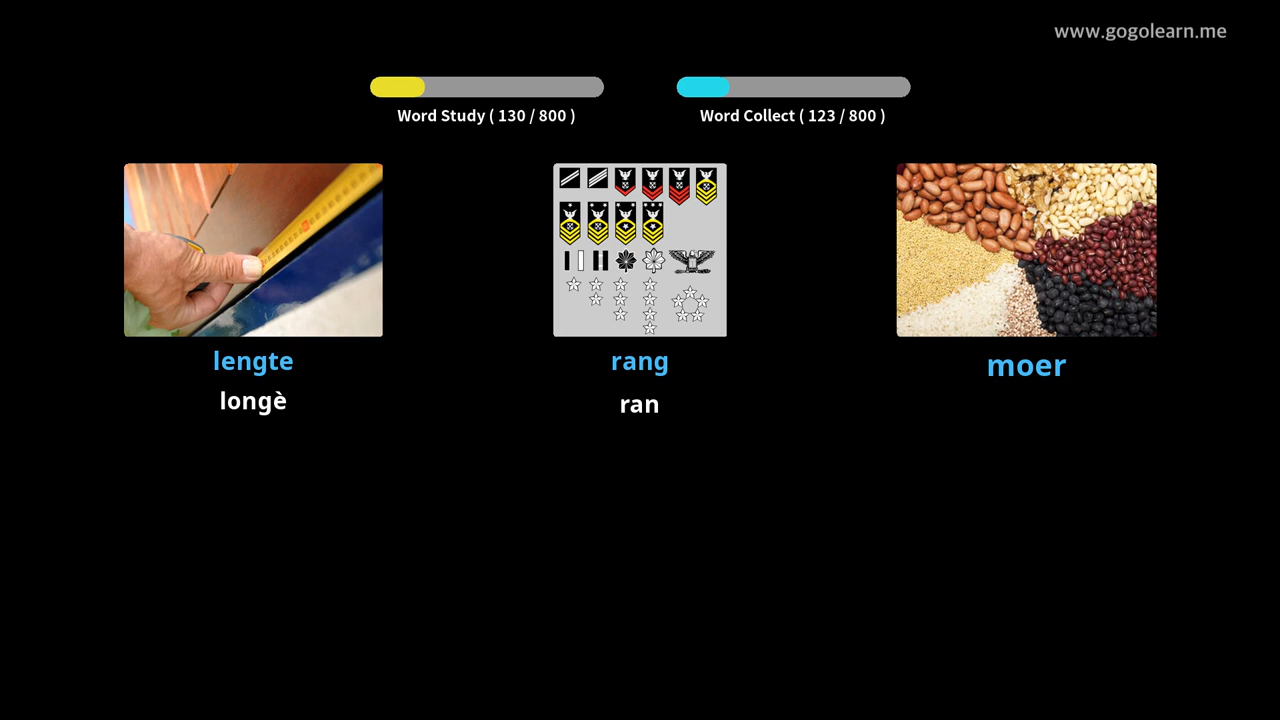 www.gogolearn.me
Word Study ( 130 / 800 )
Word Collect ( 123 / 800 )
lengte
longè
rang
ran
moer